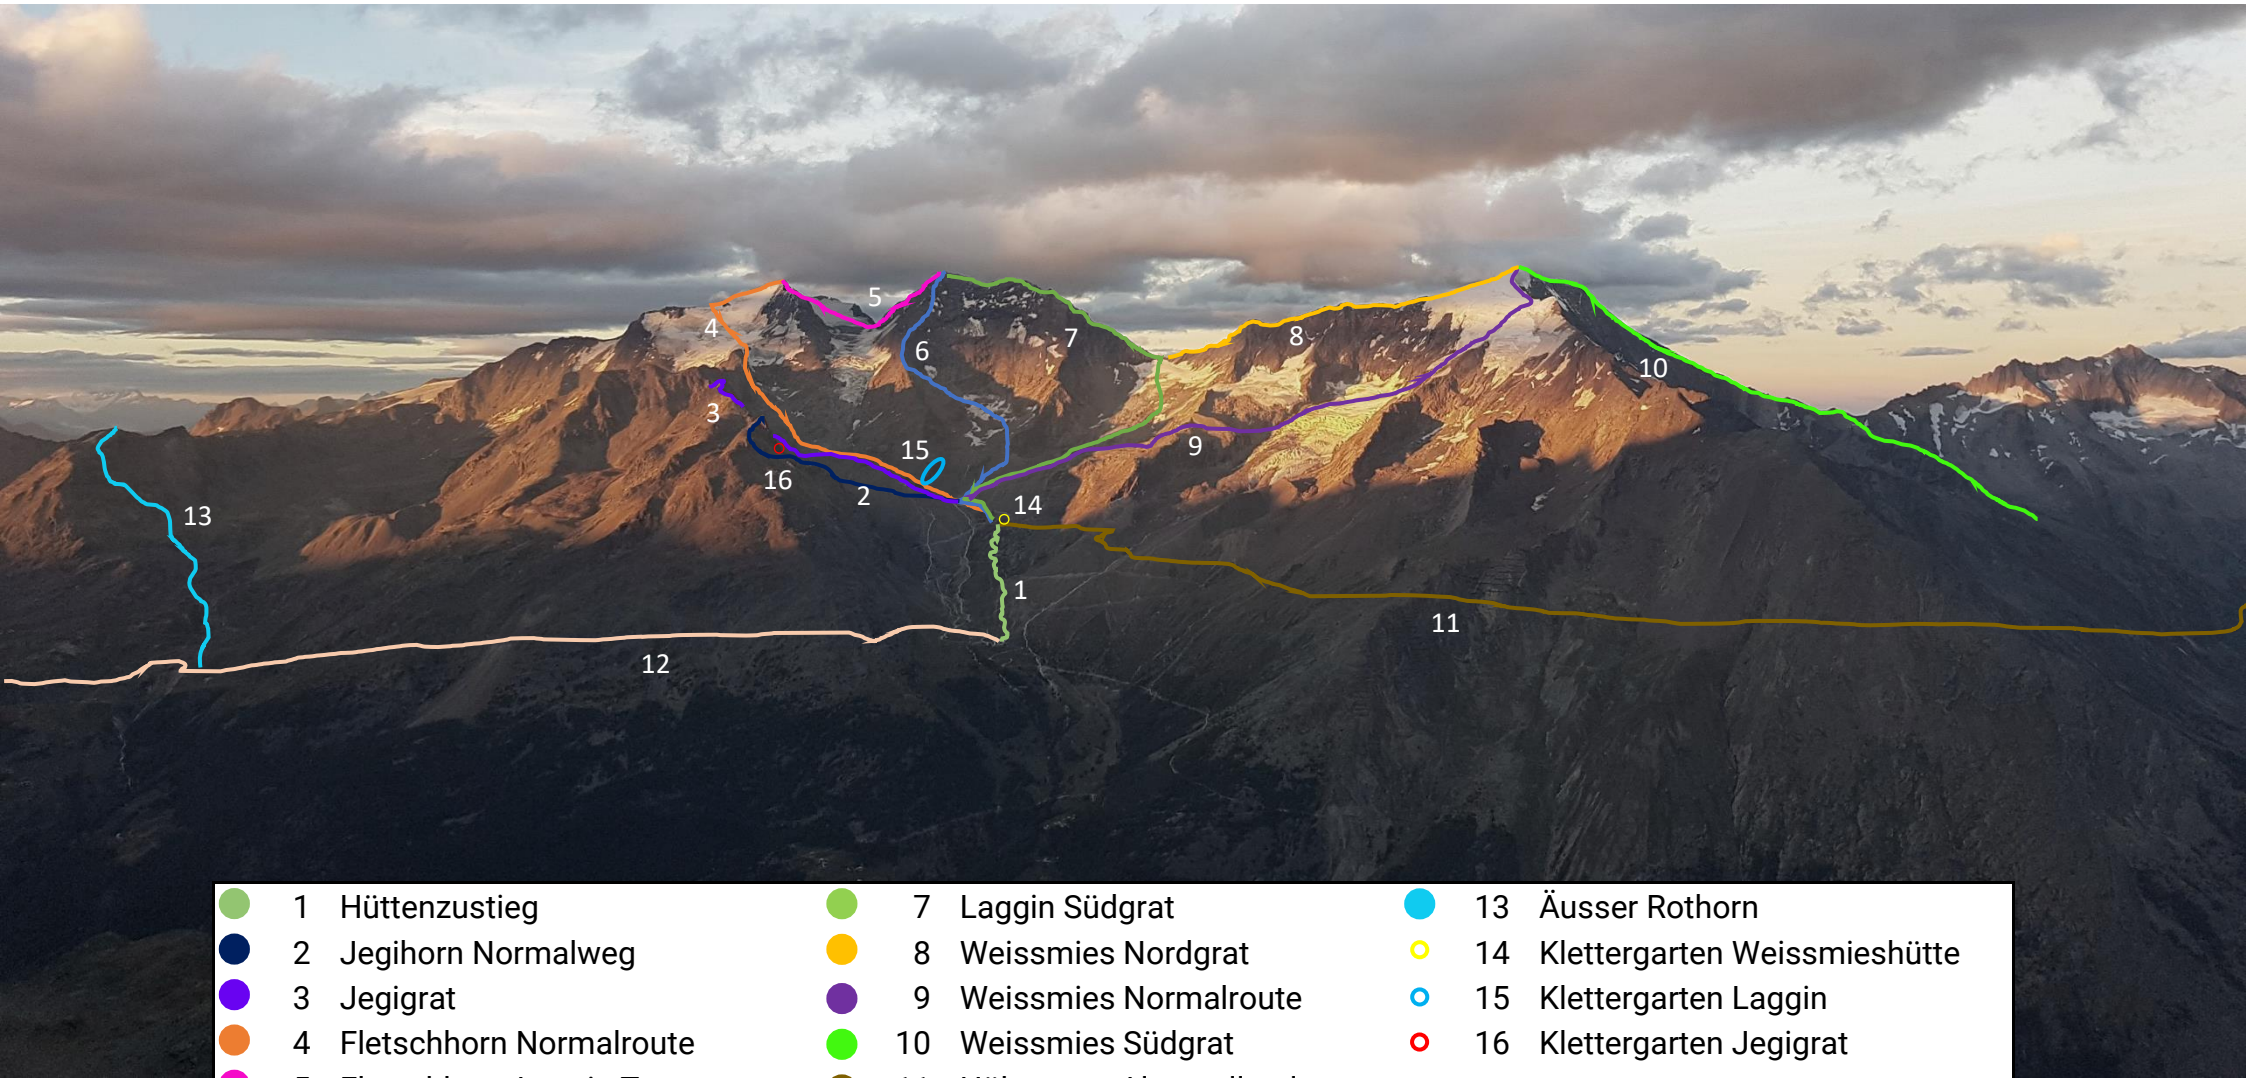 5
4
6
7
8
10
3
9
15
16
2
14
13
1
11
12
1 Hüttenzustieg
2 Jegihorn Normalweg
3 Jegigrat
4 Fletschhorn Normalroute
7 Laggin Südgrat
8 Weissmies Nordgrat
9 Weissmies Normalroute
10 Weissmies Südgrat
13 Äusser Rothorn
14 Klettergarten Weissmieshütte
15 Klettergarten Laggin
16 Klettergarten Jegigrat